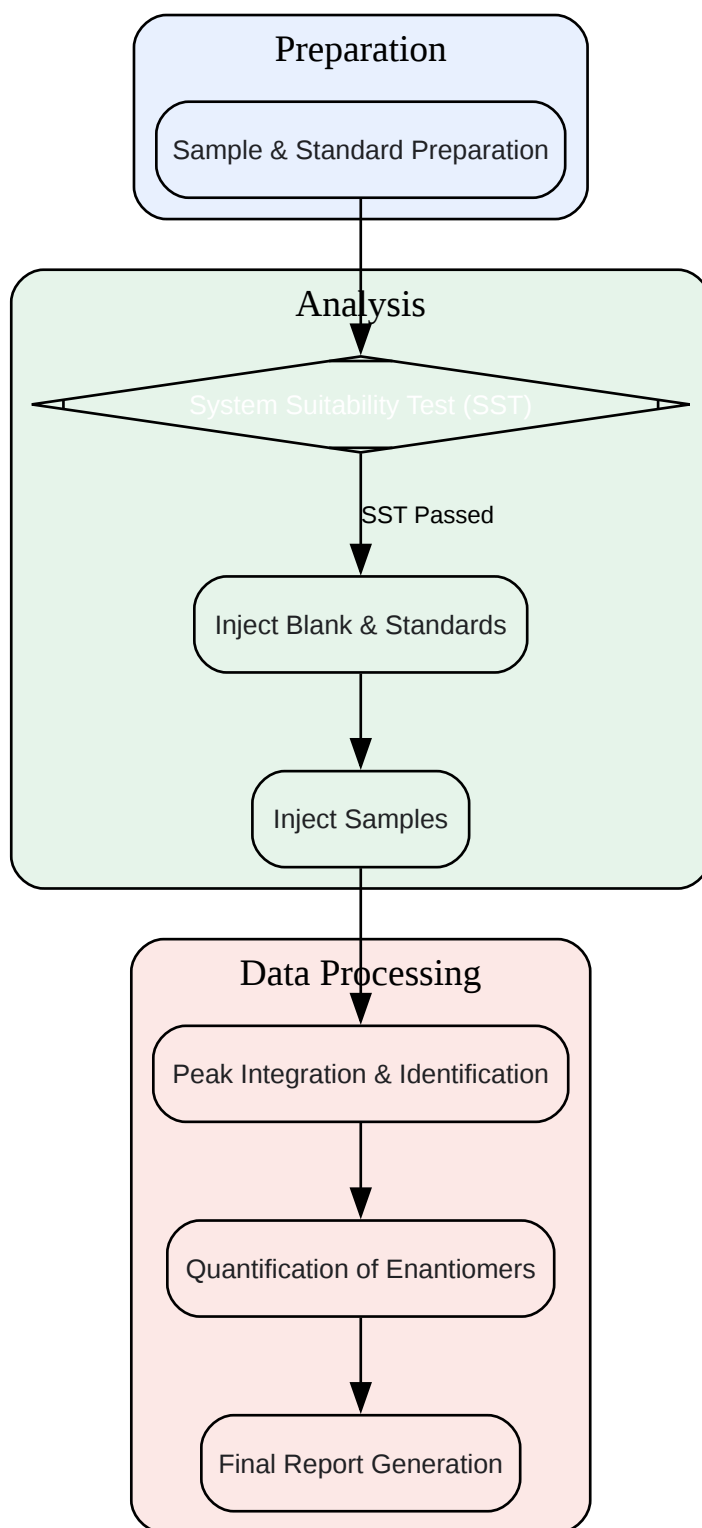 Preparation
Sample & Standard Preparation
Analysis
System Suitability Test (SST)
SST Passed
Inject Blank & Standards
Inject Samples
Data Processing
Peak Integration & Identification
Quantification of Enantiomers
Final Report Generation